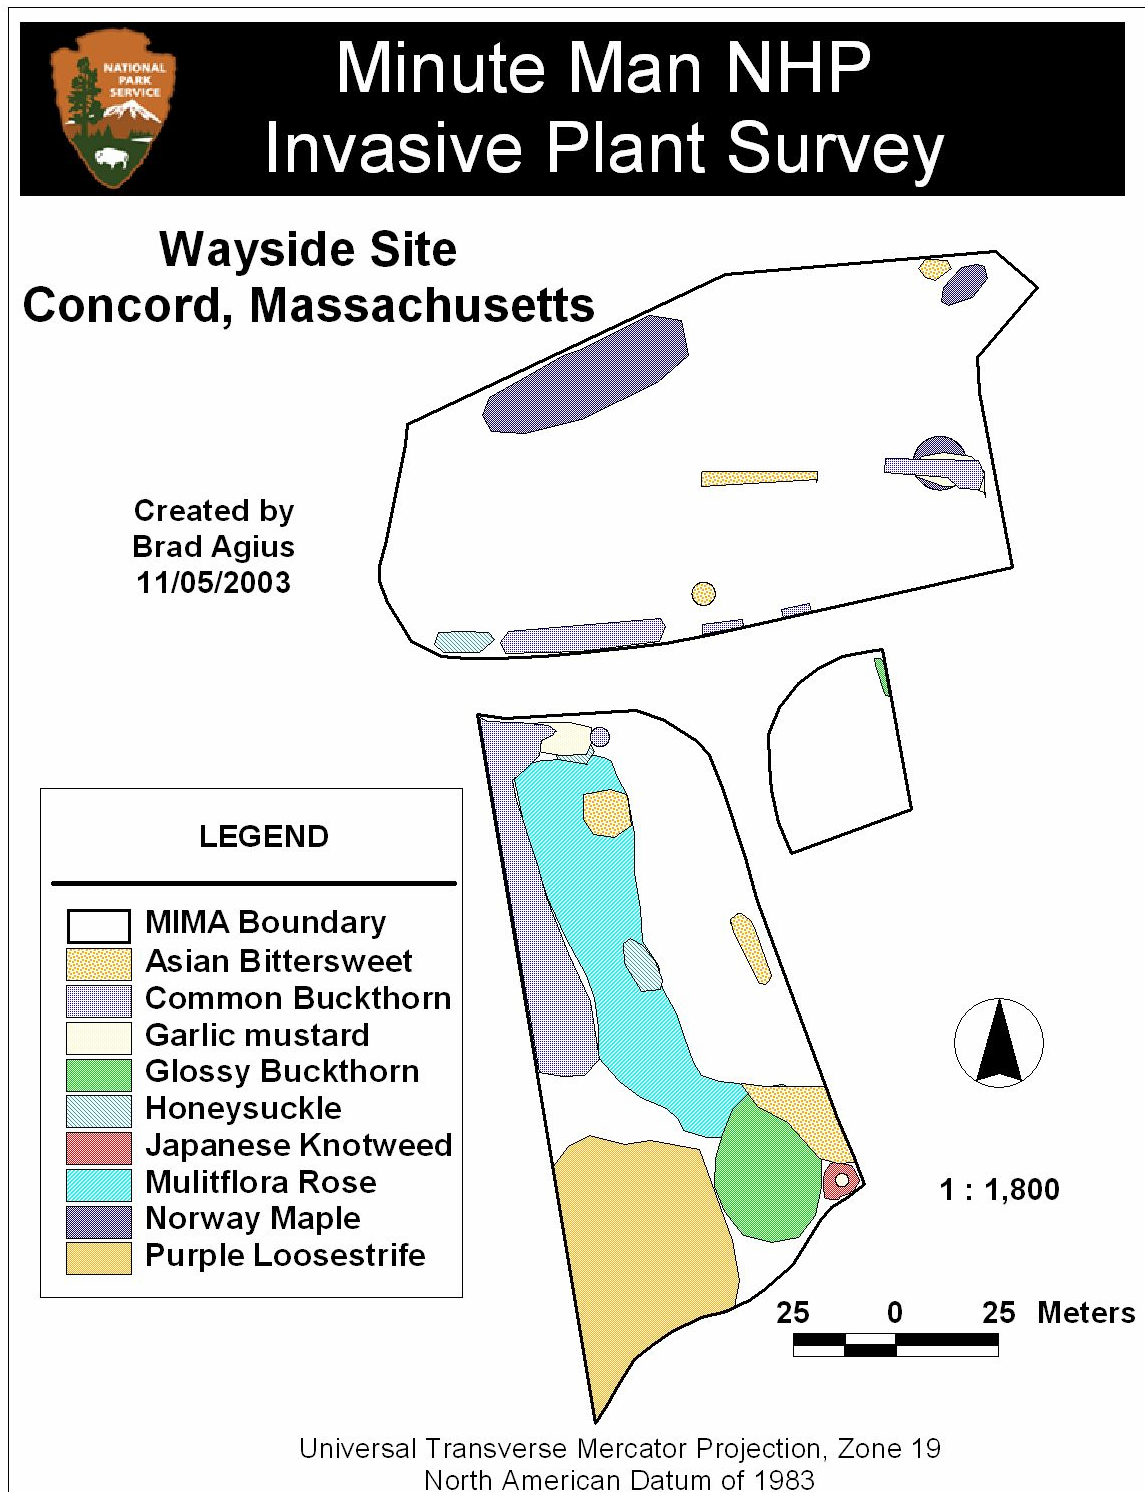 NATIONAL
PARK
SERVICE
Minute Man NHP
Invasive Plant Survey
Wayside Site
Concord, Massachusetts
Created by
Brad Agius
11/05/2003
LEGEND
MIMA Boundary
Asian Bittersweet
Common Buckthorn
Garlic mustard
Glossy Buckthorn
Honeysuckle
Japanese Knotweed
Mulitflora Rose
Norway Maple
Purple Loosestrife
1 : 1,800
25 0 25 Meters
Universal Transverse Mercator Projection, Zone 19
North American Datum of 1983